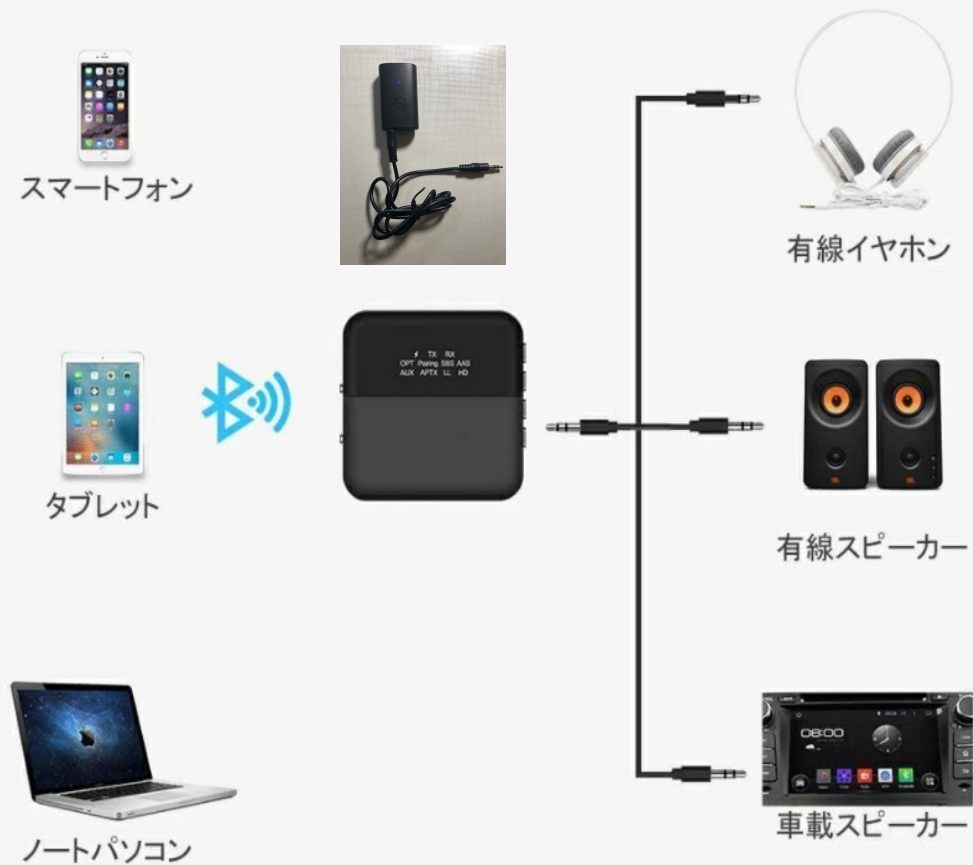 スマートフォン
有線イヤホン
TX RX
OPT Pairing SBS AAS
AUX APTX LL HD
タブレット
有線スピーカー
08:00
ノートパソコン
車載スピーカー